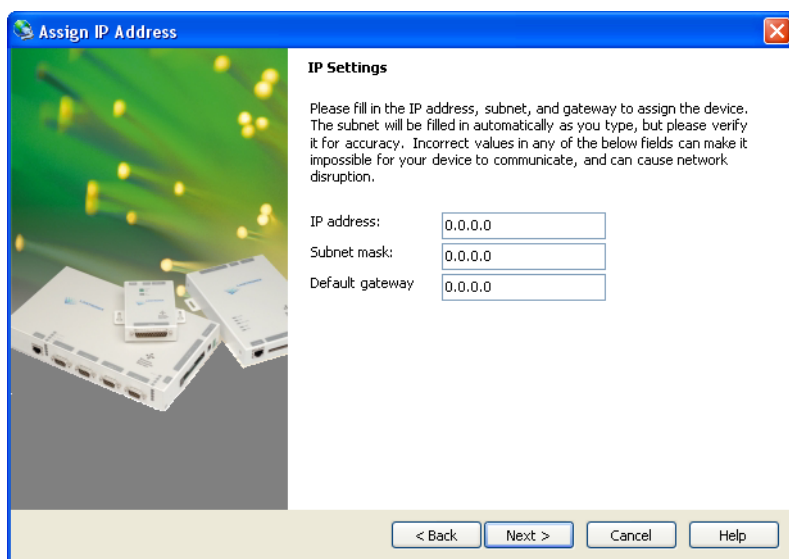 Assign IP Address
IP Settings
Please fill in the IP address, subnet, and gateway to assign the device.
The subnet will be filled in automatically as you type, but please verify
it for accuracy. Incorrect values in any of the below fields can make it
impossible for your device to communicate, and can cause network
disruption.
IP address: 0.0.0.0
Subnet mask: 0.0.0.0
Default gateway 0.0.0.0
< Back Next > Cancel Help